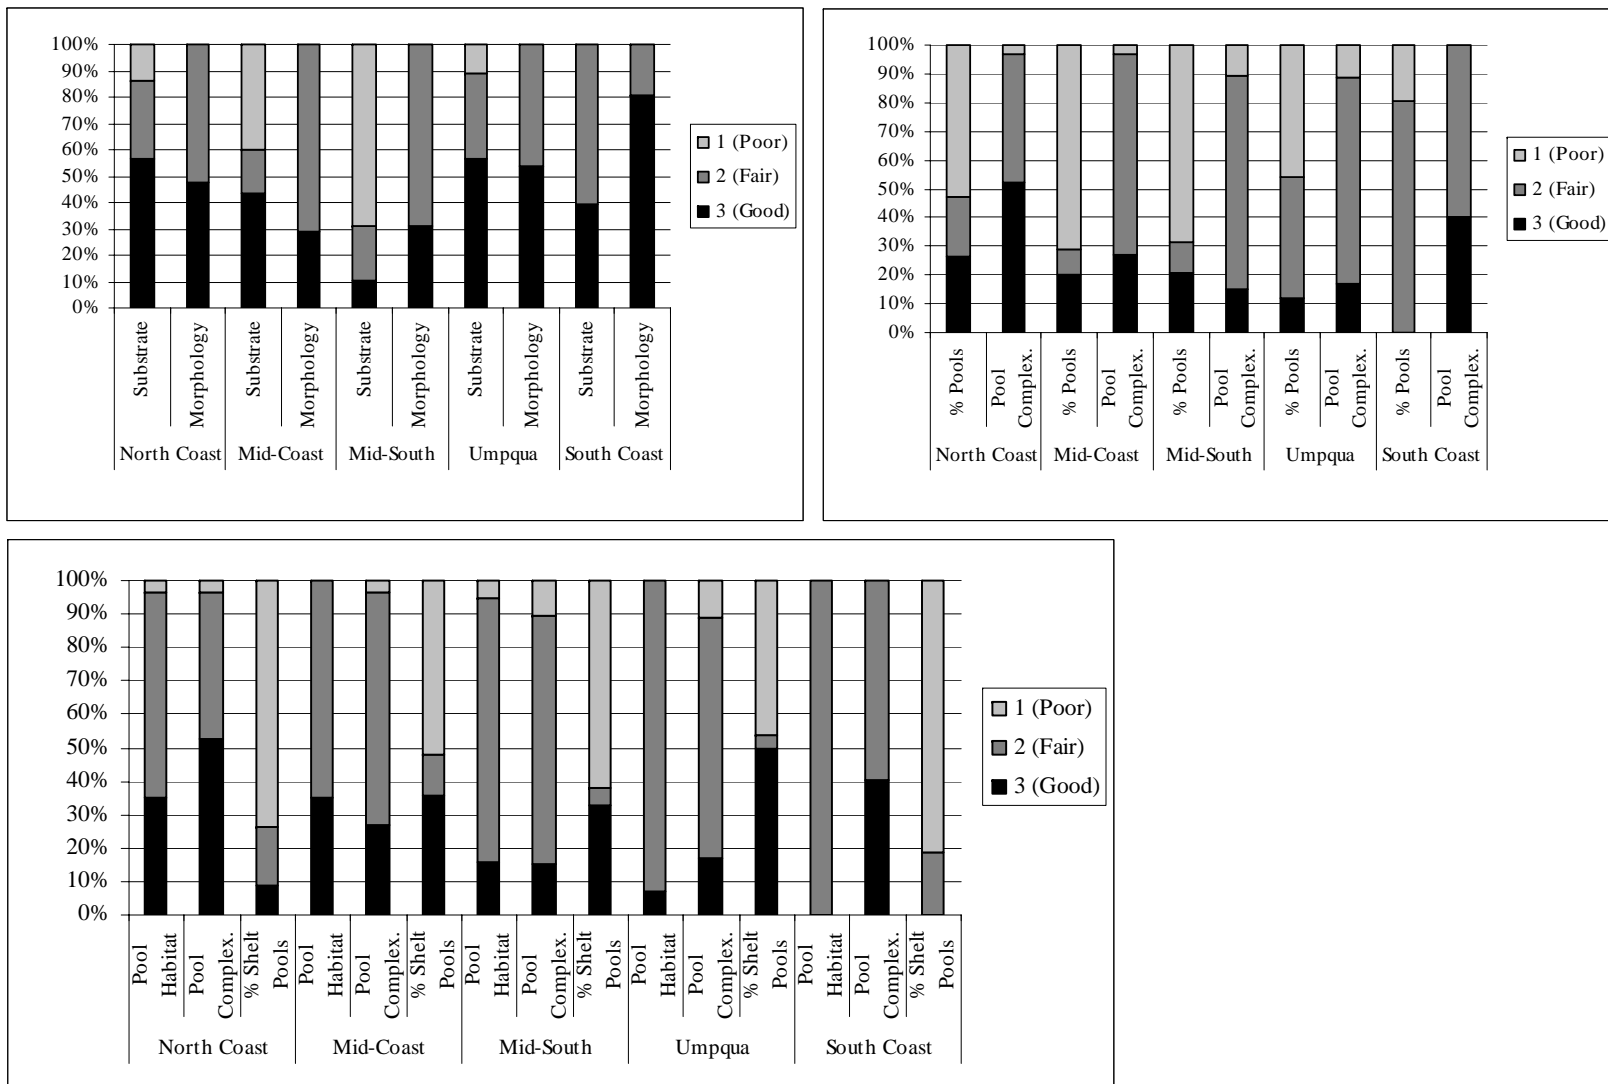 100%
90%
80%
70%
60%
50%
40%
30%
20%
10%
0%
Substrate
Morphology
Substrate
Morphology
Substrate
Morphology
Substrate
Morphology
Substrate
Morphology
North Coast
Mid-Coast
Mid-South
Umpqua
South Coast
1 (Poor)
2 (Fair)
3 (Good)
100%
90%
80%
70%
60%
50%
40%
30%
20%
10%
0%
% Pools
Pool
Complex.
% Pools
Pool
Complex.
% Pools
Pool
Complex.
% Pools
Pool
Complex.
% Pools
Pool
Complex.
North Coast
Mid-Coast
Mid-South
Umpqua
South Coast
1 (Poor)
2 (Fair)
3 (Good)
100%
90%
80%
70%
60%
50%
40%
30%
20%
10%
0%
Pool
Habitat
Pool
Complex.
% Shelt
Pools
Pool
Habitat
Pool
Complex.
% Shelt
Pools
Pool
Habitat
Pool
Complex.
% Shelt
Pools
Pool
Habitat
Pool
Complex.
% Shelt
Pools
Pool
Habitat
Pool
Complex.
% Shelt
Pools
North Coast
Mid-Coast
Mid-South
Umpqua
South Coast
1 (Poor)
2 (Fair)
3 (Good)